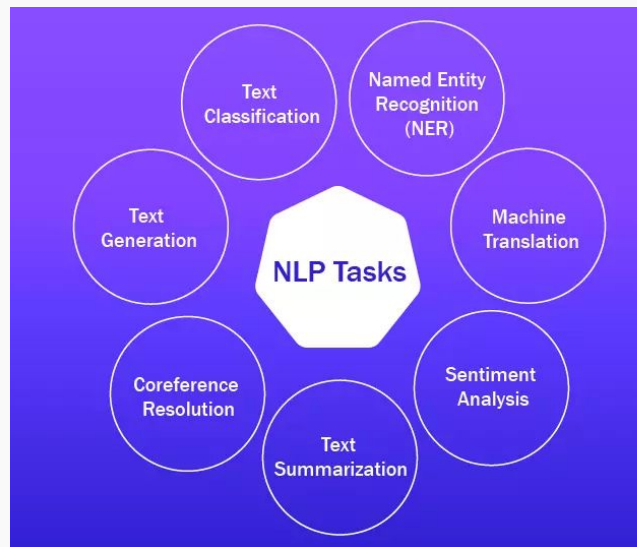 Text
Classification
Named Entity
Recognition
(NER)
Text
Generation
Machine
Translation
NLP Tasks
Coreference
Resolution
Sentiment
Analysis
Text
Summarization